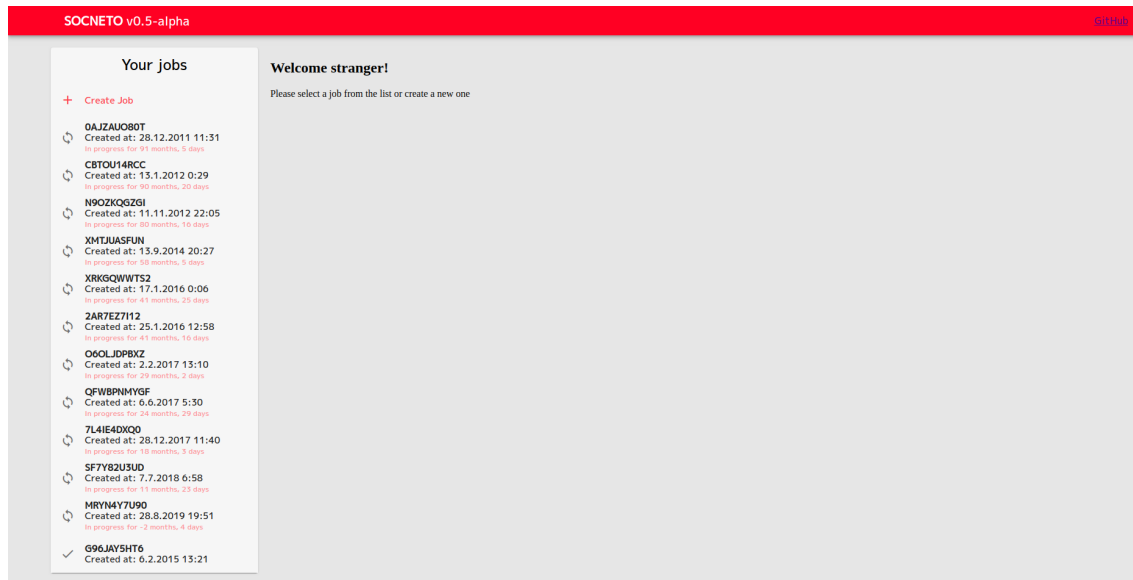 SOCNETO v0.5-alpha
GitHub
Your jobs
Create Job
0AJZAUO80T
Created at: 28.12.2011 11:31
In progress for 91 months, 5 days
CBTOU14RCC
Created at: 13.1.2012 0:29
In progress for 90 months, 20 days
N9OZKQGZGI
Created at: 11.11.2012 22:05
In progress for 80 months, 16 days
XMTJUASFUN
Created at: 13.9.2014 20:27
In progress for 58 months, 5 days
XRKGQWWTS2
Created at: 17.1.2016 0:06
In progress for 41 months, 25 days
2AR7EZ7I12
Created at: 25.1.2016 12:58
In progress for 41 months, 16 days
O6OLJDPBXZ
Created at: 2.2.2017 13:10
In progress for 29 months, 2 days
QFWBPNMYGF
Created at: 6.6.2017 5:30
In progress for 24 months, 29 days
7L4IE4DXQ0
Created at: 28.12.2017 11:40
In progress for 18 months, 3 days
SF7Y82U3UD
Created at: 7.7.2018 6:58
In progress for 11 months, 23 days
MRYN4Y7U90
Created at: 28.8.2019 19:51
In progress for -2 months, 4 days
G96JAY5HT6
Created at: 6.2.2015 13:21
Welcome stranger!
Please select a job from the list or create a new one